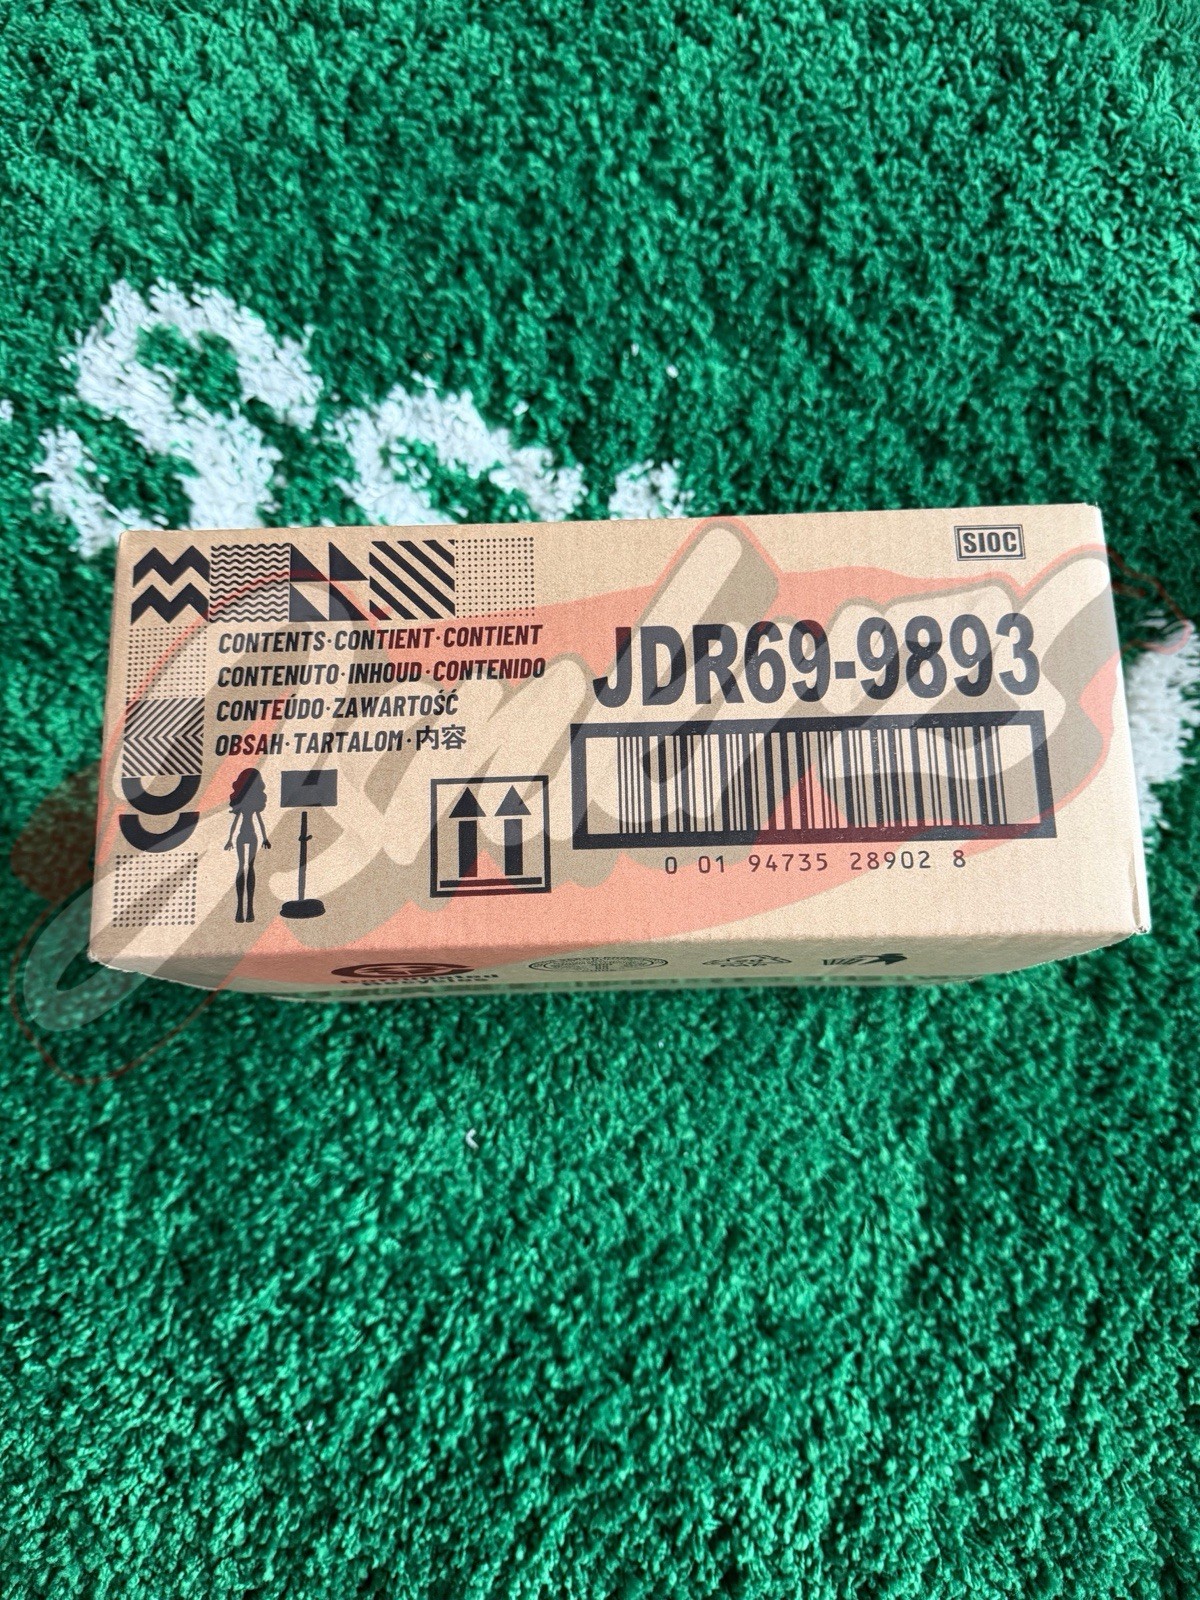 SIOC
CONTENTS·CONTIENT·CONTIENT
CONTENUTO·INHOUD·CONTENIDO
CONTEÚDO·ZAWARTOŚĆ
OBSAH·TARTALOM·内容
JDR69-9893
0 01 94735 28902 8